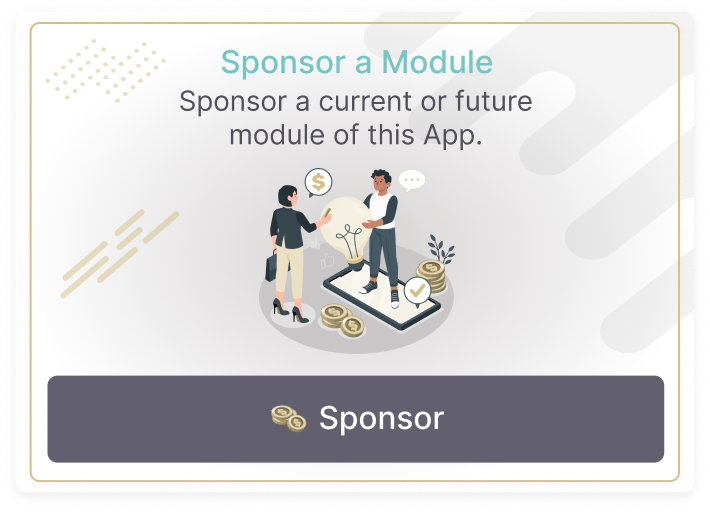 Sponsor a Module
Sponsor a current or future
module of this App.
Sponsor